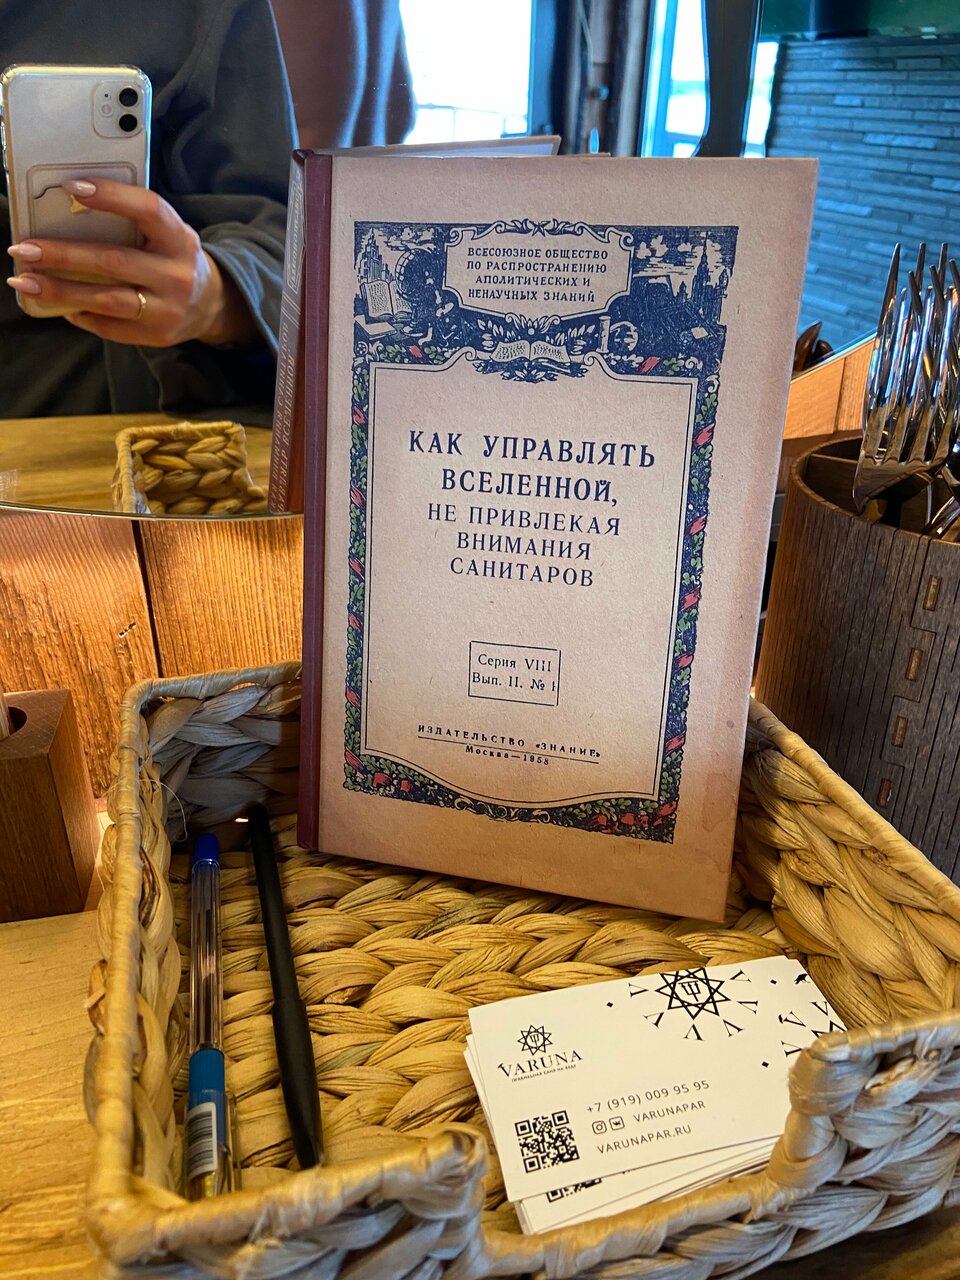 ВСЕСОЮЗНОЕ ОБЩЕСТВО
ПО РАСПРОСТРАНЕНИЮ
АПОЛИТИЧЕСКИХ И
НЕНАУЧНЫХ ЗНАНИЙ
КАК УПРАВЛЯТЬ
ВСЕЛЕННОЙ,
НЕ ПРИВЛЕКАЯ
ВНИМАНИЯ
САНИТАРОВ
Серия VIII
Вып. II. №
ИЗДАТЕЛЬСТВО «ЗНАНИЕ»
Москва—1958
VARUNA
+7 (919) 009 95 95
VARUNAPAR
VARUNAPAR.RU